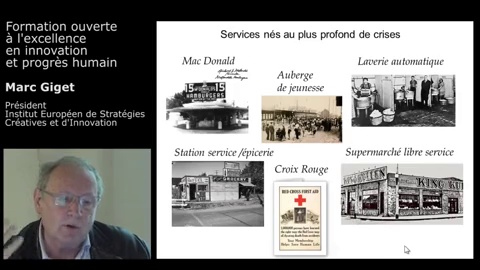 Formation ouverte
à l'excellence
en innovation
et progrès humain
Marc Giget
Président
Institut Européen de Stratégies
Créatives et d'Innovation
Services nés au plus profond de crises
Mac Donald
Auberge
de jeunesse
Laverie automatique
15
HAMBURGERS
15
Station service /épicerie
Croix Rouge
Supermarché libre service
GROCERY
RED CROSS FIRST AID
KING